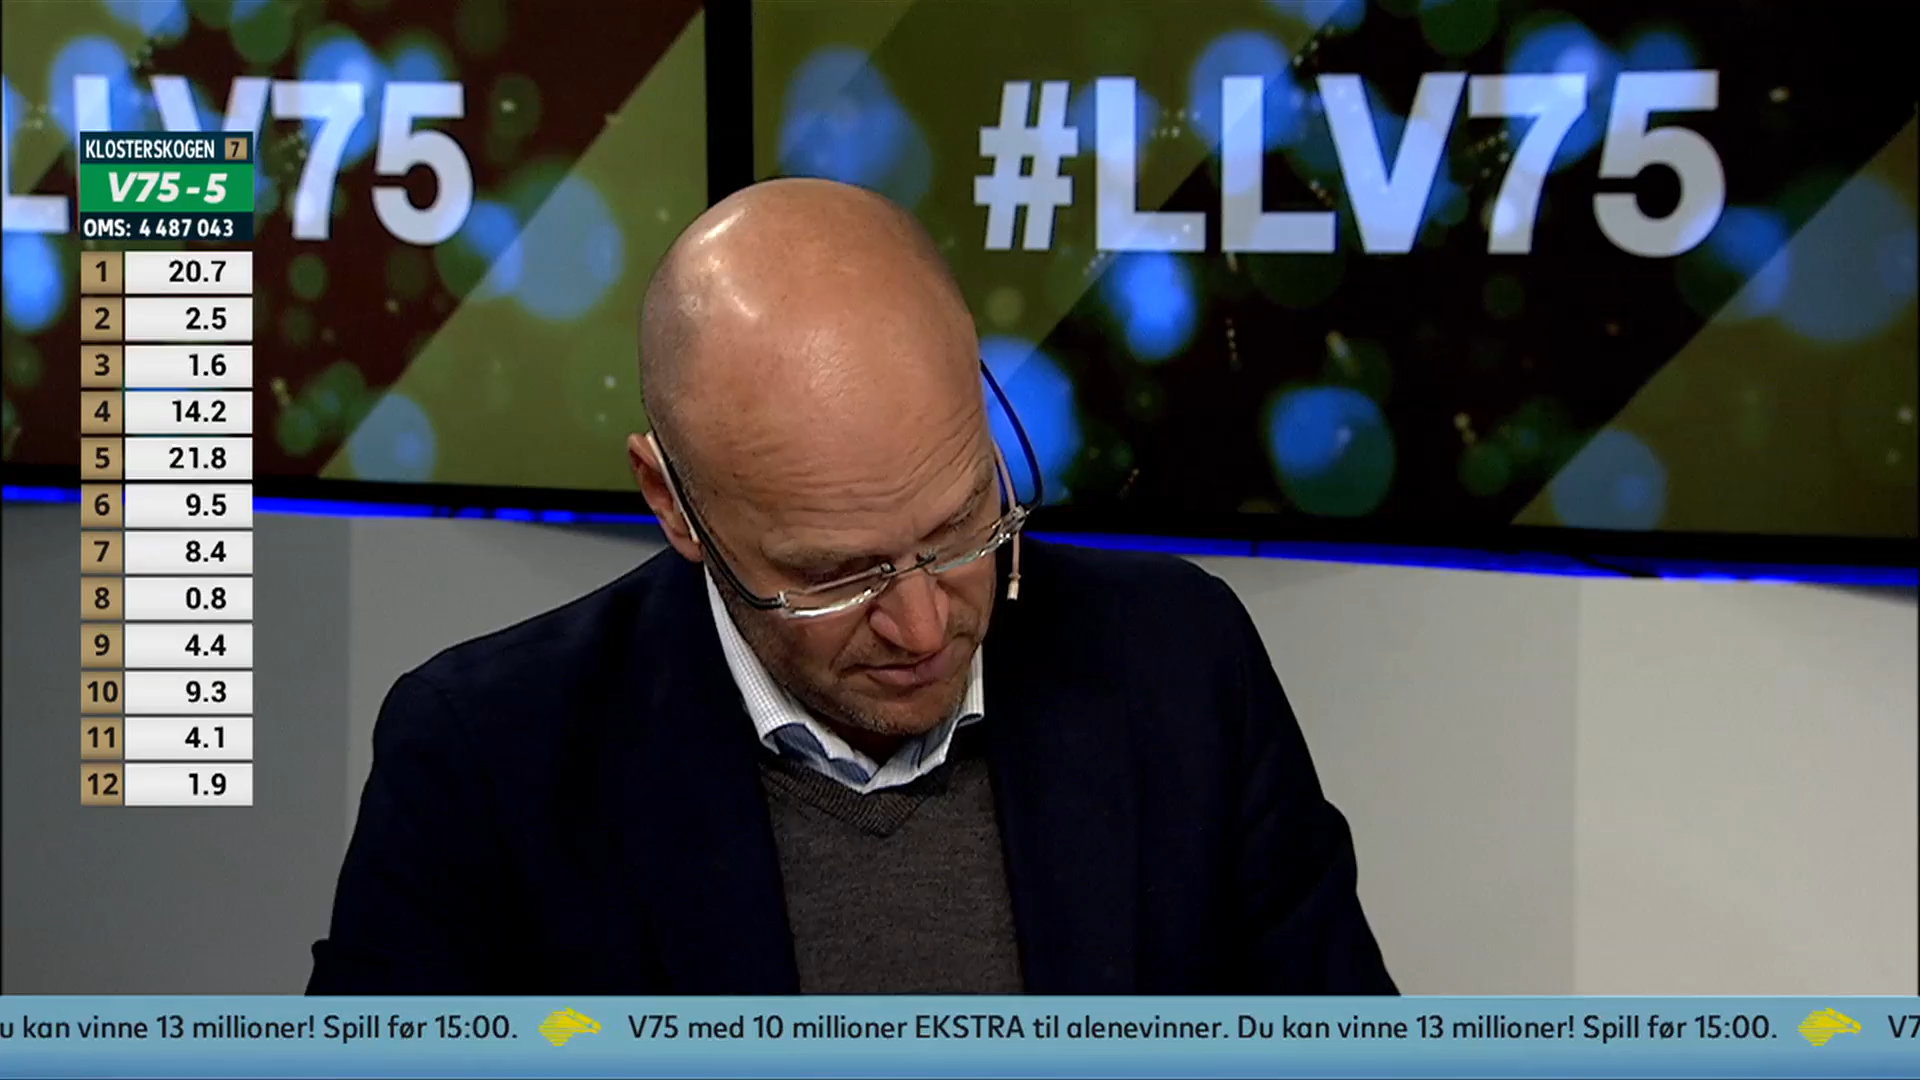 LLV75
#LLV75
KLOSTERSKOGEN 7
V75-5
OMS: 4 487 043
1 20.7
2 2.5
3 1.6
4 14.2
5 21.8
6 9.5
7 8.4
8 0.8
9 4.4
10 9.3
11 4.1
12 1.9
u kan vinne 13 millioner! Spill før 15:00. V75 med 10 millioner EKSTRA til alenevinner. Du kan vinne 13 millioner! Spill før 15:00. V7